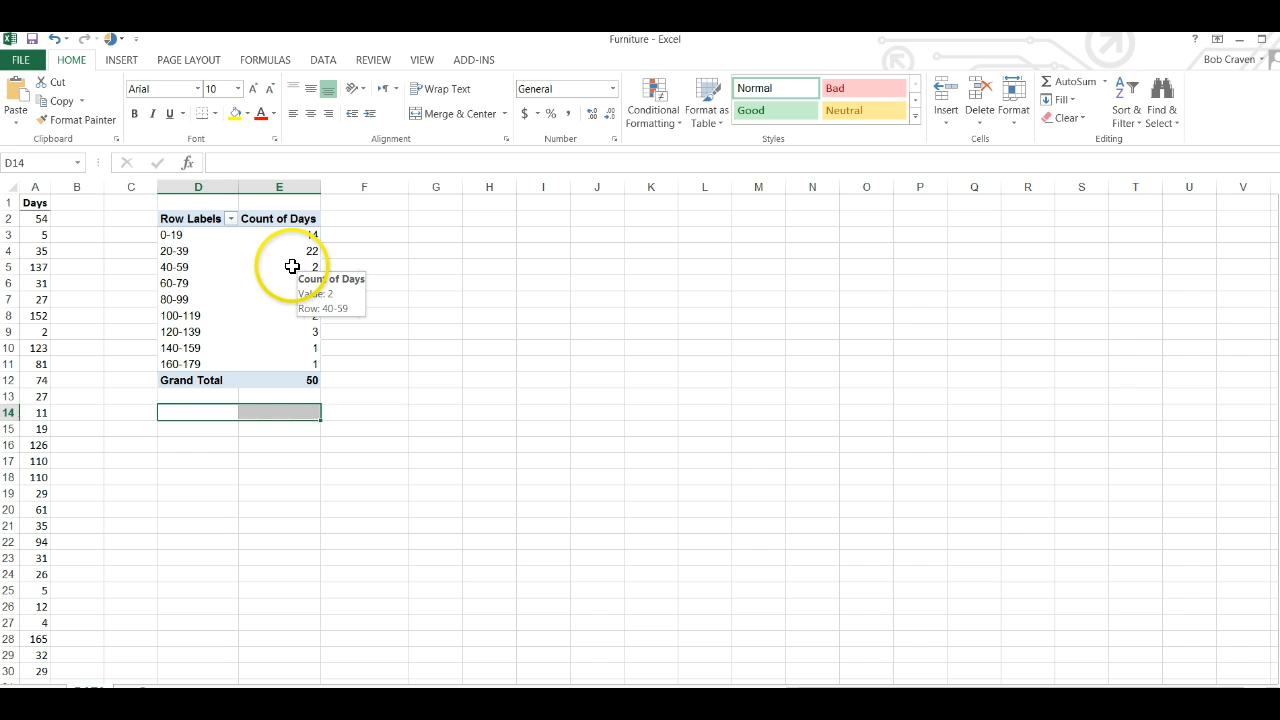 Furniture - Excel
?
FILE HOME INSERT PAGE LAYOUT FORMULAS DATA REVIEW VIEW ADD-INS Bob Craven
Paste Cut Copy Format Painter Clipboard
Arial 10 A A B I U A Font
Wrap Text Merge & Center Alignment
General $ % , Number
Conditional Formatting Format as Table Normal Bad Good Neutral Styles
Insert Delete Format Cells
AutoSum Fill Clear Sort & Filter Find & Select Editing
D14 fx
A B C D E F G H I J K L M N O P Q R S T U V
1 Days
2 54 Row Labels Count of Days
3 5 0-19 14
4 35 20-39 22
5 137 40-59 2
6 31 60-79 Count of Days
7 27 80-99 Value: 2
8 152 100-119 2 Row: 40-59
9 2 120-139 3
10 123 140-159 1
11 81 160-179 1
12 74 Grand Total 50
13 27
14 11
15 19
16 126
17 110
18 110
19 29
20 61
21 35
22 94
23 31
24 26
25 5
26 12
27 4
28 165
29 32
30 29